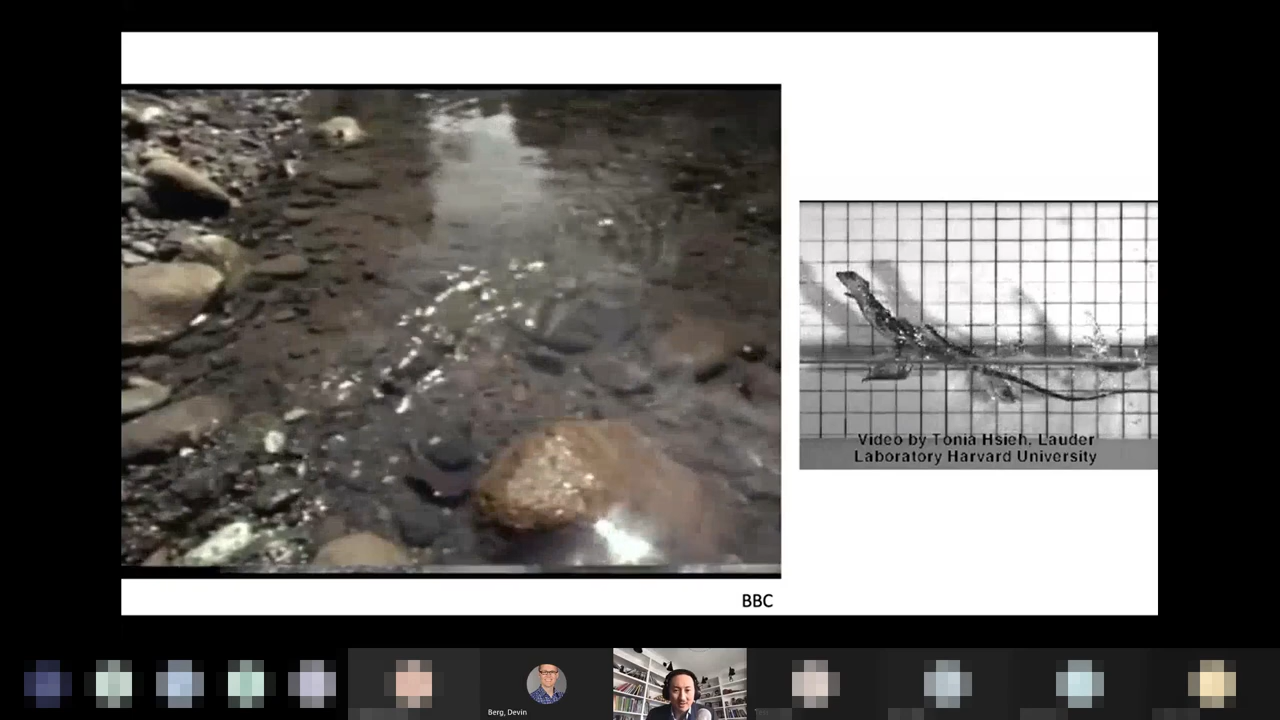 Video by Tonia Hsieh. Lauder
Laboratory Harvard University
BBC
Berg, Devin